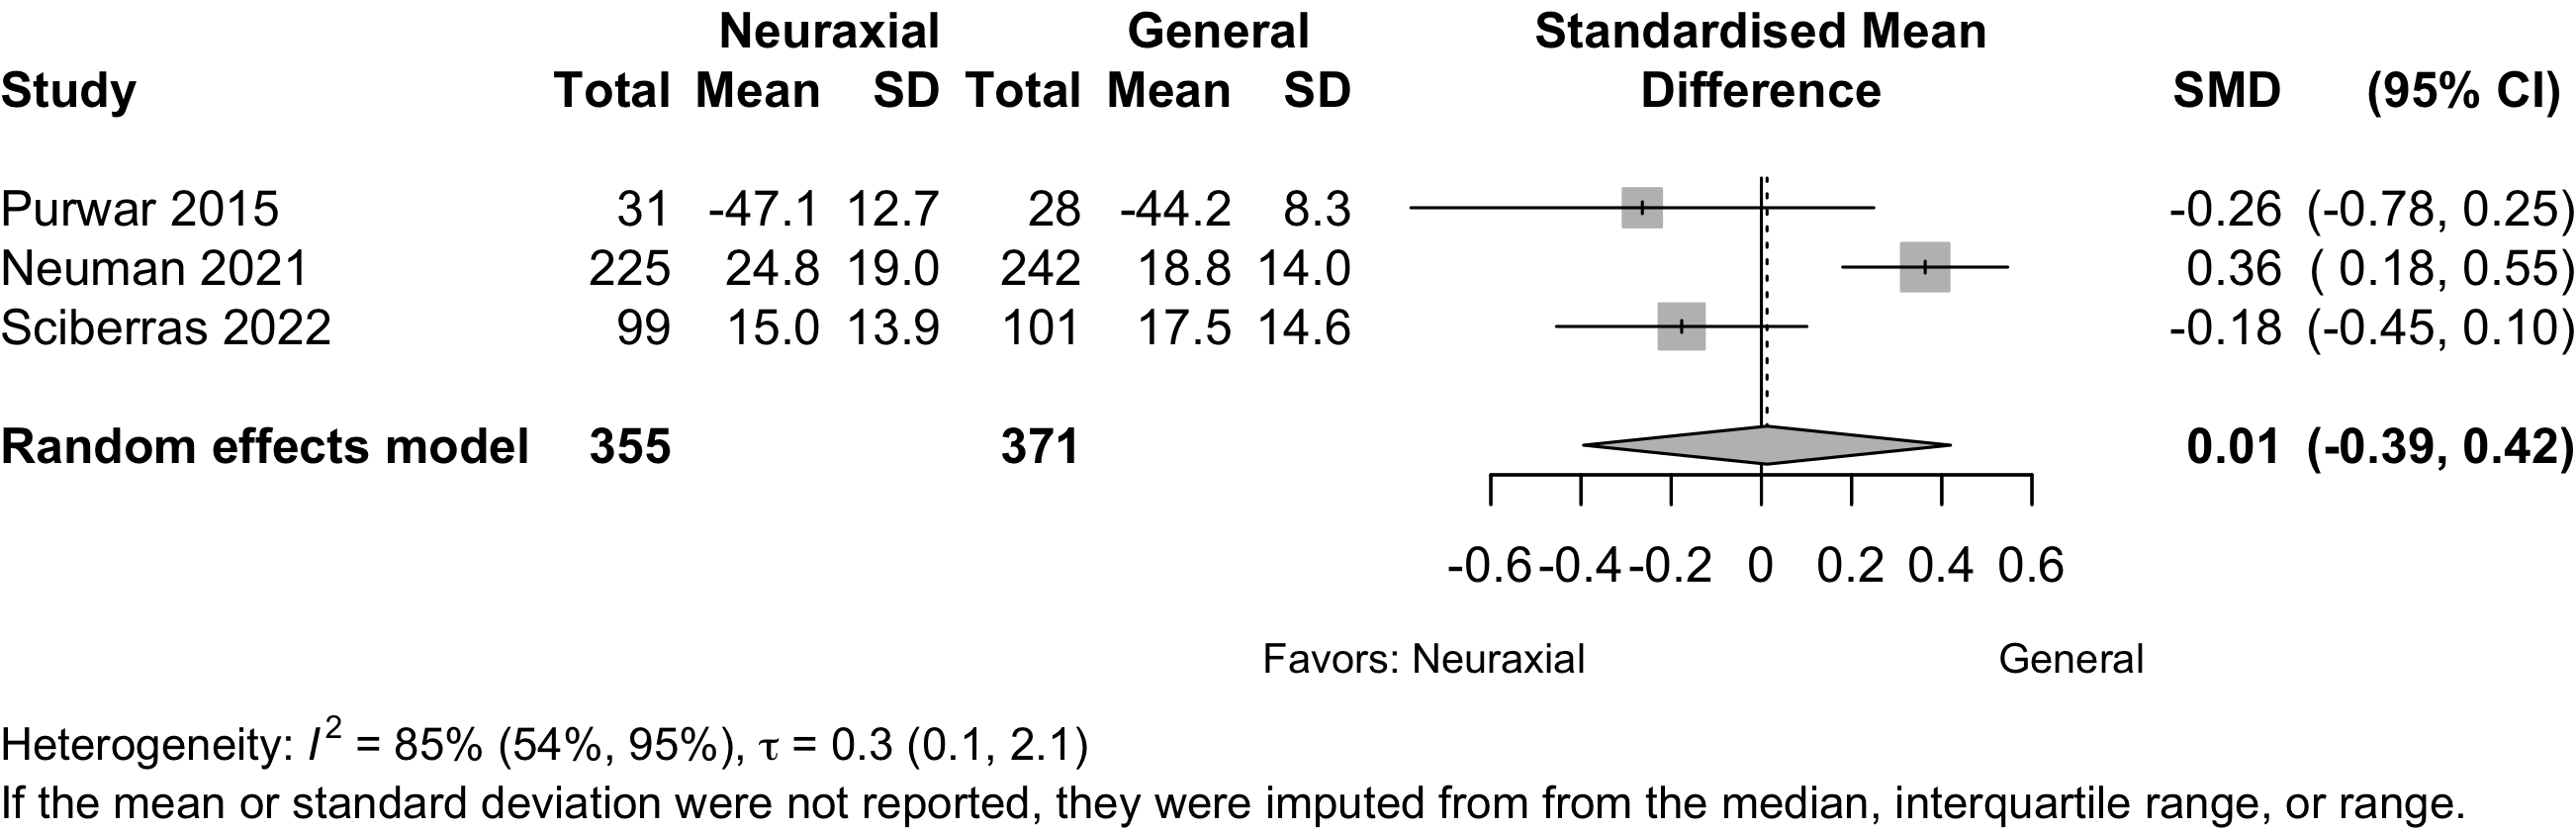 Neuraxial General Standardised Mean
Study Total Mean SD Total Mean SD Difference SMD (95% CI)
Purwar 2015 31 -47.1 12.7 28 -44.2 8.3 -0.26 (-0.78, 0.25)
Neuman 2021 225 24.8 19.0 242 18.8 14.0 0.36 ( 0.18, 0.55)
Sciberras 2022 99 15.0 13.9 101 17.5 14.6 -0.18 (-0.45, 0.10)
Random effects model 355 371 0.01 (-0.39, 0.42)
-0.6 -0.4 -0.2 0 0.2 0.4 0.6
Favors: Neuraxial General
Heterogeneity: I² = 85% (54%, 95%), τ = 0.3 (0.1, 2.1)
If the mean or standard deviation were not reported, they were imputed from from the median, interquartile range, or range.